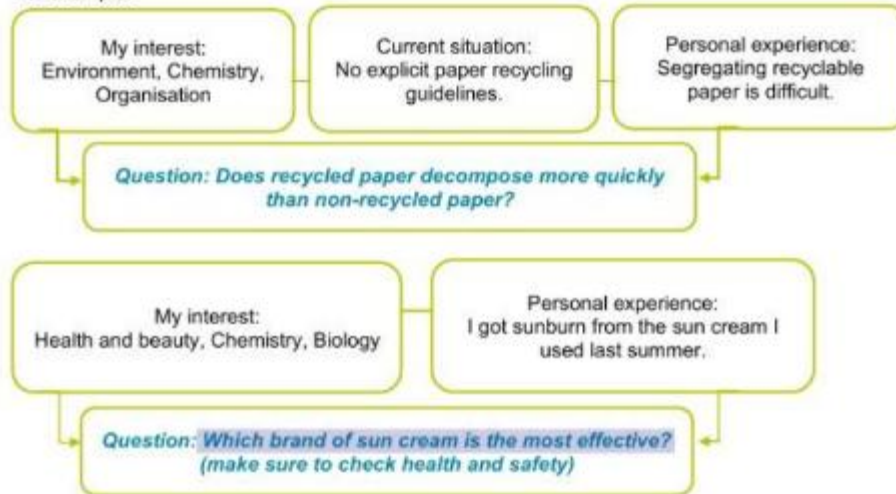 My interest:
Environment, Chemistry,
Organisation
Current situation:
No explicit paper recycling
guidelines.
Personal experience:
Segregating recyclable
paper is difficult.
Question: Does recycled paper decompose more quickly
than non-recycled paper?
My interest:
Health and beauty, Chemistry, Biology
Personal experience:
I got sunburn from the sun cream I
used last summer.
Question: Which brand of sun cream is the most effective?
(make sure to check health and safety)